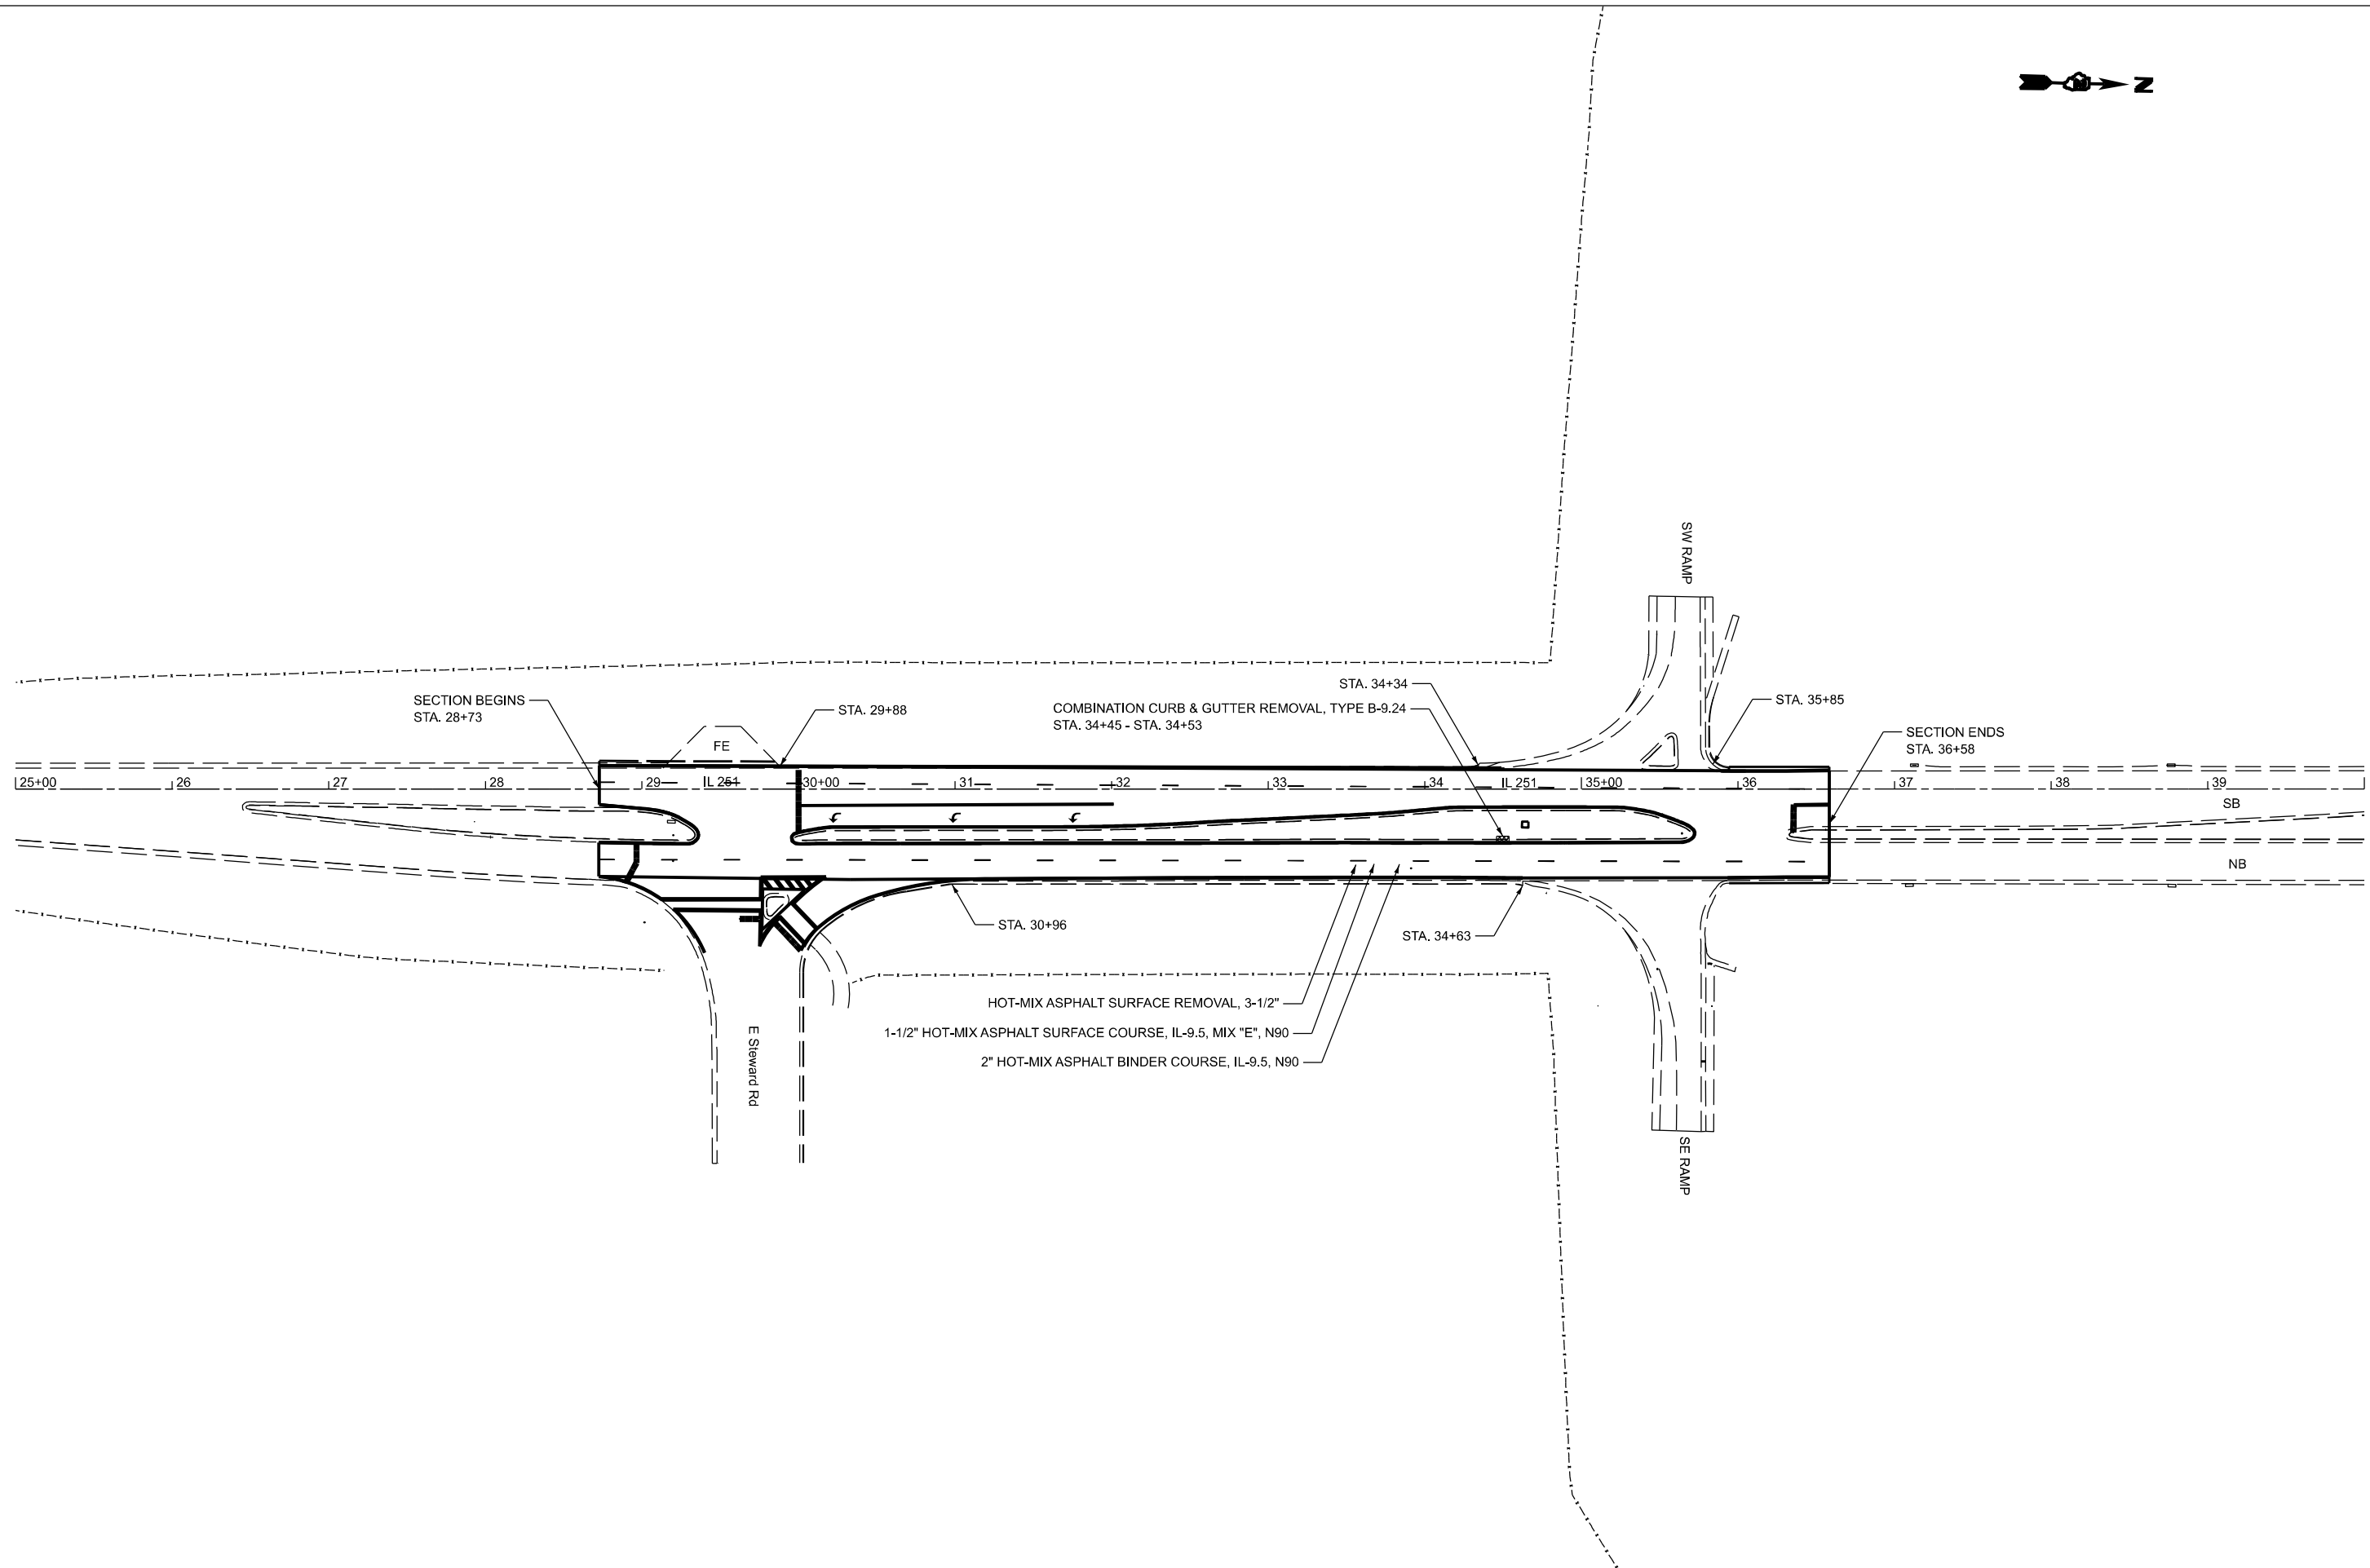 N
SW RAMP
SECTION BEGINS
STA. 28+73
STA. 29+88
STA. 34+34
COMBINATION CURB & GUTTER REMOVAL, TYPE B-9.24
STA. 34+45 - STA. 34+53
STA. 35+85
SECTION ENDS
STA. 36+58
FE
25+00
26
27
28
29
IL 251
30+00
31
32
33
34
IL 251
35+00
36
37
38
39
SB
NB
STA. 30+96
STA. 34+63
HOT-MIX ASPHALT SURFACE REMOVAL, 3-1/2"
1-1/2" HOT-MIX ASPHALT SURFACE COURSE, IL-9.5, MIX "E", N90
2" HOT-MIX ASPHALT BINDER COURSE, IL-9.5, N90
E Steward Rd
SE RAMP